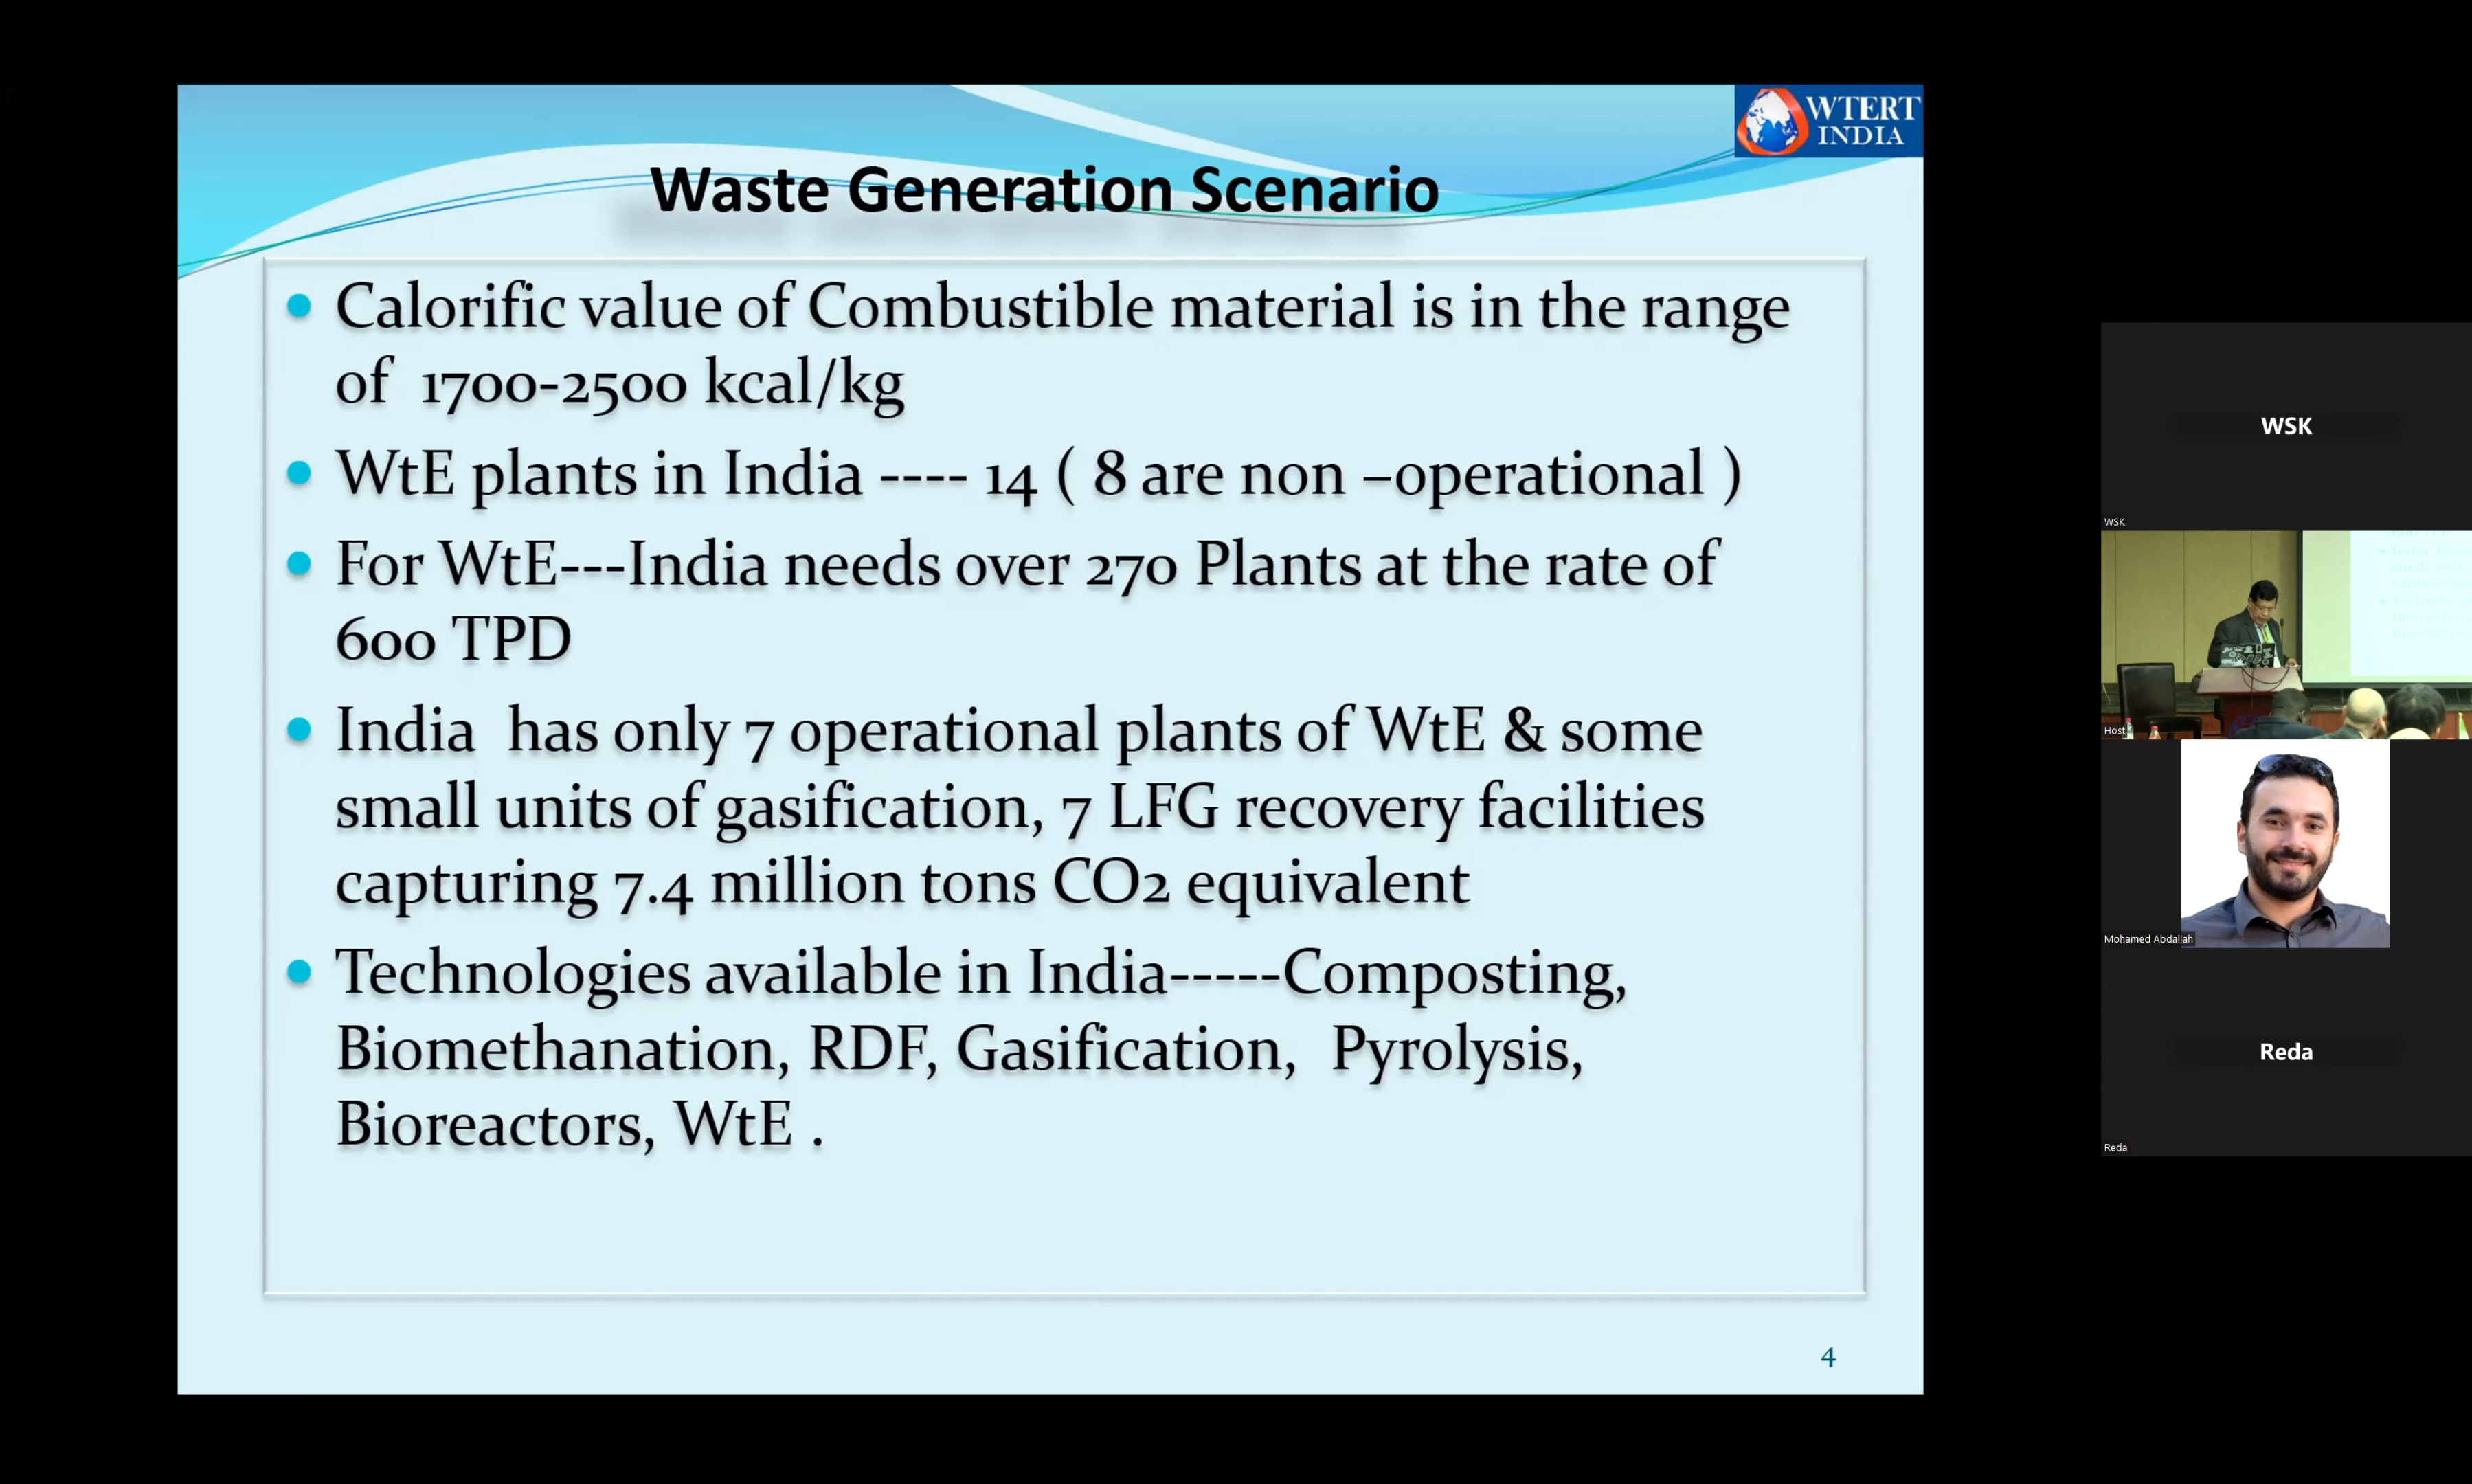 WTERT
INDIA
Waste Generation Scenario
Calorific value of Combustible material is in the range
of 1700-2500 kcal/kg
WtE plants in India ---- 14 ( 8 are non –operational )
For WtE---India needs over 270 Plants at the rate of
600 TPD
India has only 7 operational plants of WtE & some
small units of gasification, 7 LFG recovery facilities
capturing 7.4 million tons CO2 equivalent
Technologies available in India-----Composting,
Biomethanation, RDF, Gasification, Pyrolysis,
Bioreactors, WtE .
4
WSK
WSK
Host
Mohamed Abdallah
Reda
Reda